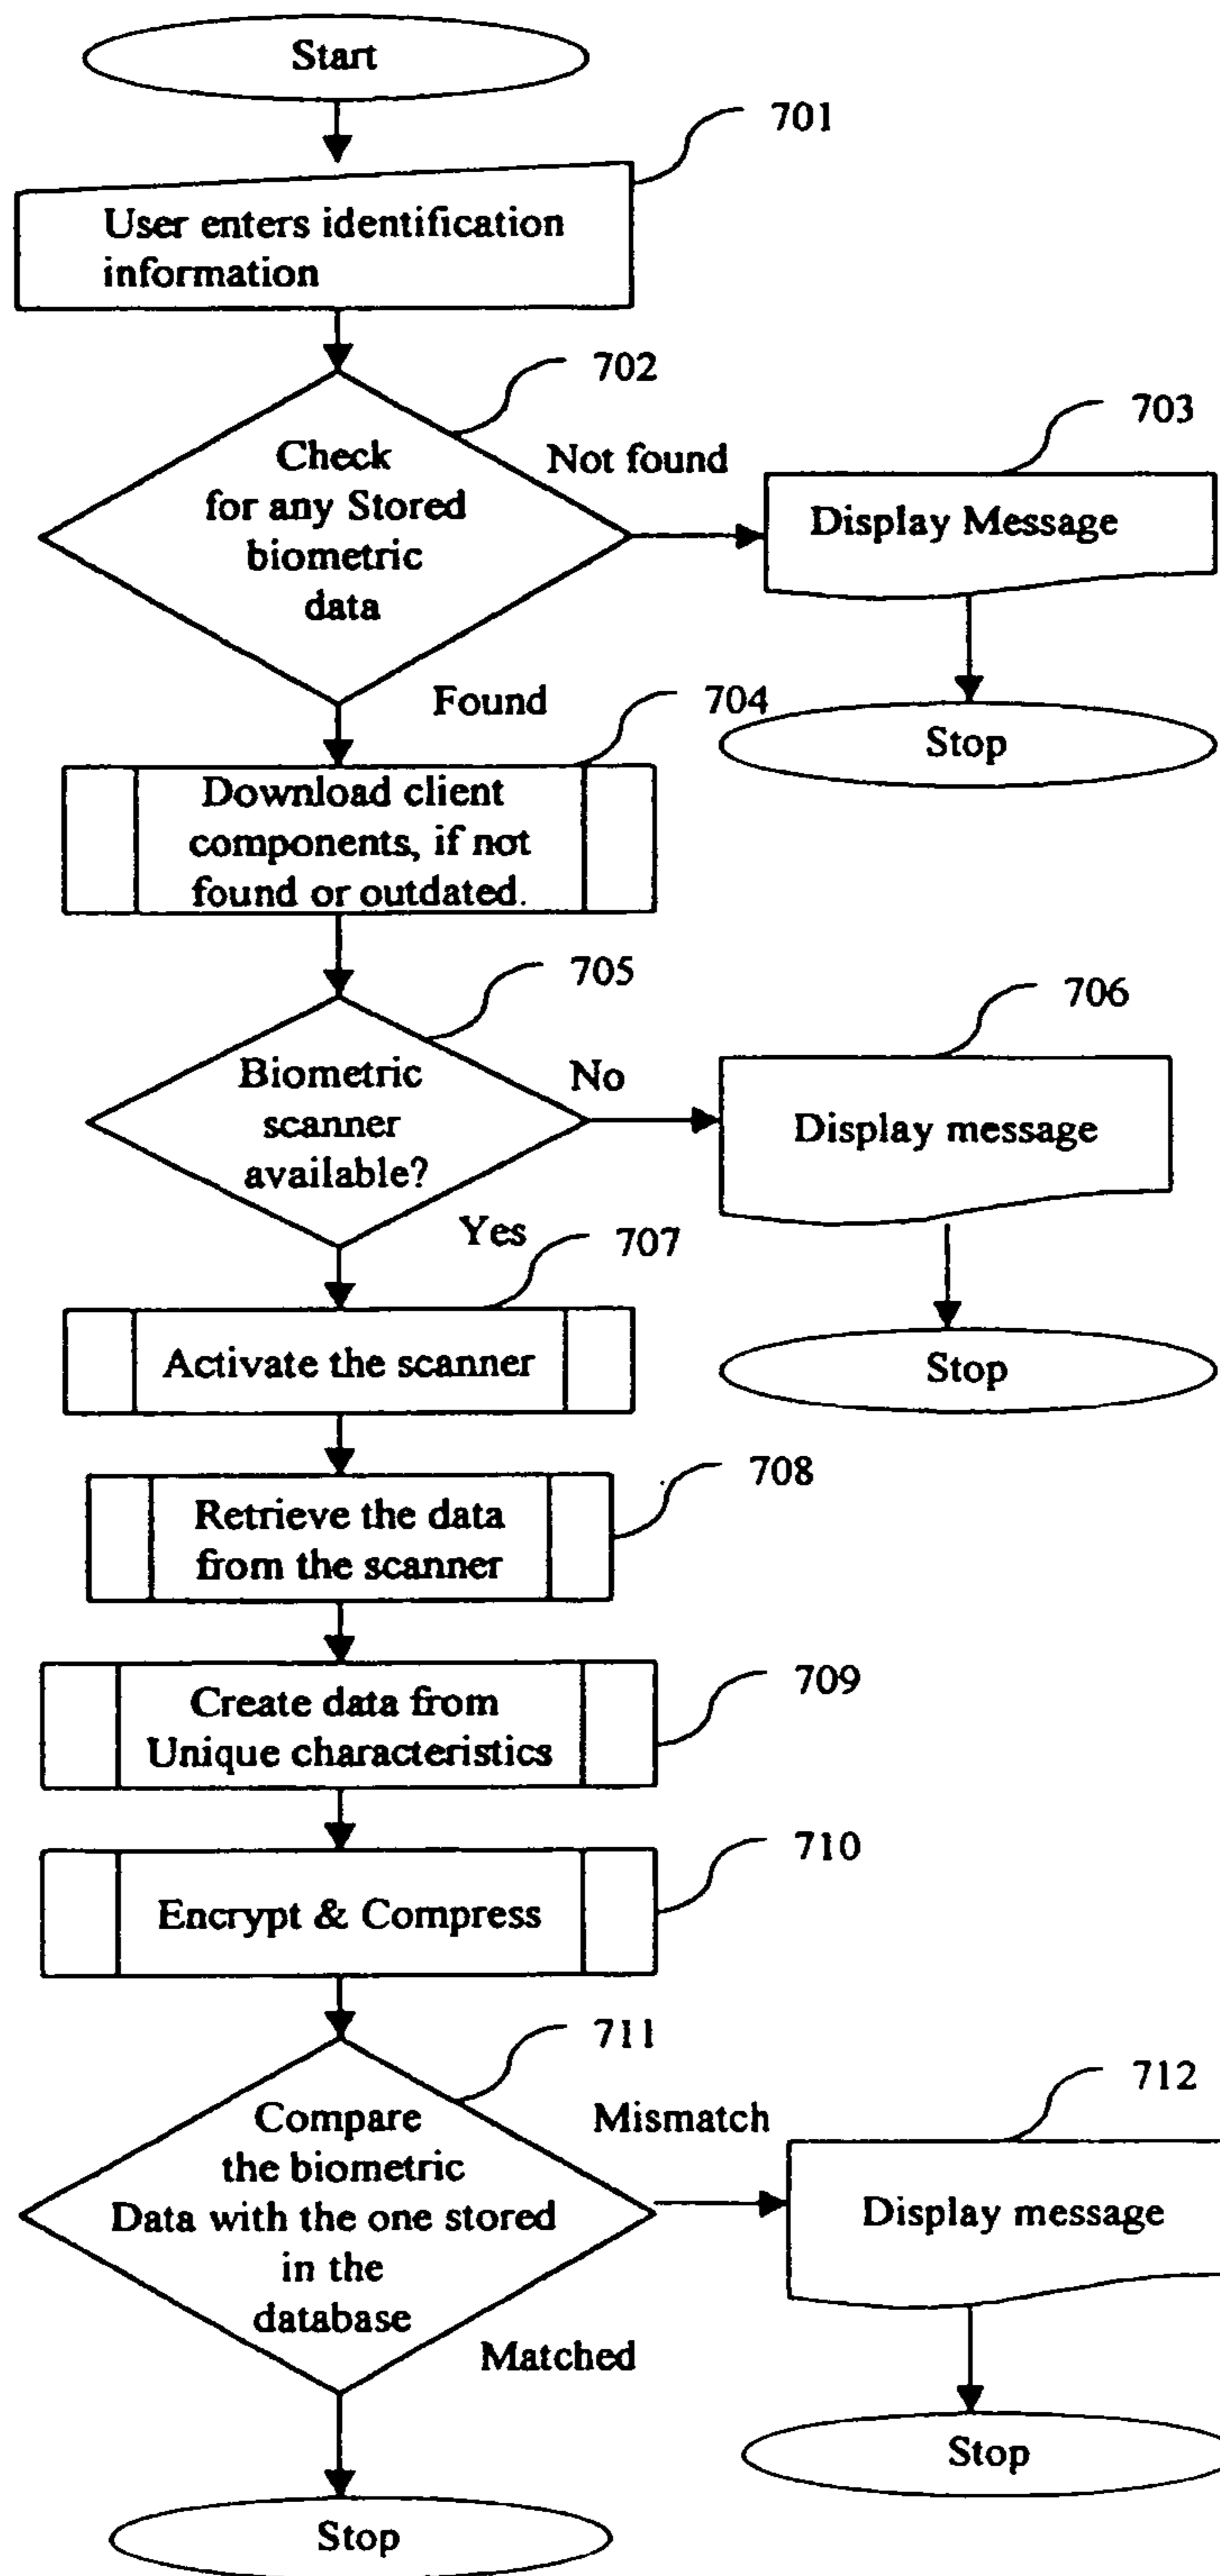 Start
701
User enters identification
information
702
Check
for any Stored
biometric
data
Not found
703
Display Message
Stop
Found
704
Download client
components, if not
found or outdated.
705
Biometric
scanner
available?
No
706
Display message
Stop
Yes
707
Activate the scanner
708
Retrieve the data
from the scanner
709
Create data from
Unique characteristics
710
Encrypt & Compress
711
Compare
the biometric
Data with the one stored
in the
database
Mismatch
712
Display message
Stop
Matched
Stop